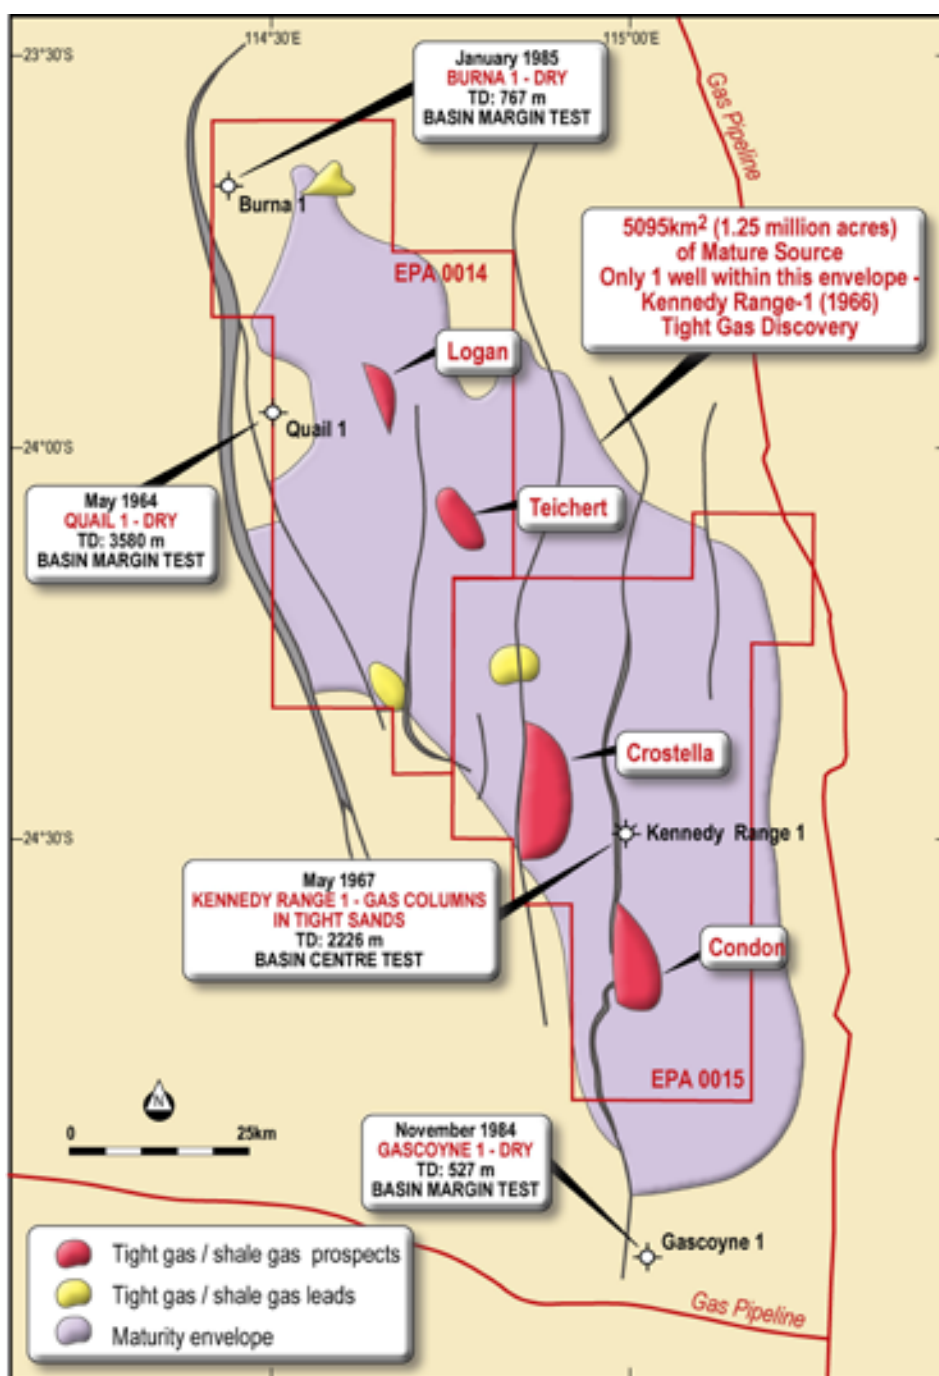 114°30'E
115°00'E
23°30'S
January 1985
BURNA 1 - DRY
TD: 767 m
BASIN MARGIN TEST
Gas Pipeline
Burna 1
5095km² (1.25 million acres)
of Mature Source
Only 1 well within this envelope -
Kennedy Range-1 (1966)
Tight Gas Discovery
EPA 0014
Logan
Quail 1
24°00'S
May 1964
QUAIL 1 - DRY
TD: 3580 m
BASIN MARGIN TEST
Teichert
Crostella
24°30'S
Kennedy Range 1
May 1967
KENNEDY RANGE 1 - GAS COLUMNS
IN TIGHT SANDS
TD: 2226 m
BASIN CENTRE TEST
Condon
EPA 0015
N
0 25km
November 1984
GASCOYNE 1 - DRY
TD: 527 m
BASIN MARGIN TEST
Gascoyne 1
Gas Pipeline
Tight gas / shale gas prospects
Tight gas / shale gas leads
Maturity envelope